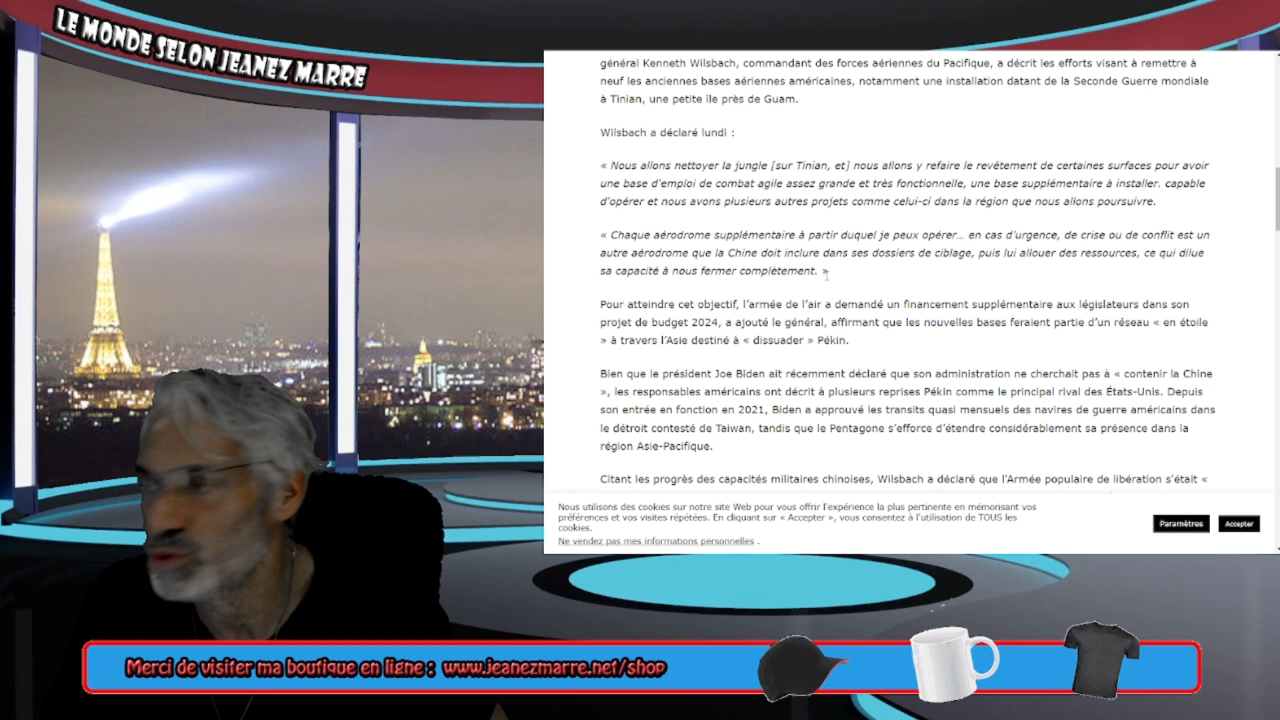 LE MONDE SELON JEANEZ MARRE
général Kenneth Wilsbach, commandant des forces aériennes du Pacifique, a décrit les efforts visant à remettre à
neuf les anciennes bases aériennes américaines, notamment une installation datant de la Seconde Guerre mondiale
à Tinian, une petite île près de Guam.
Wilsbach a déclaré lundi :
« Nous allons nettoyer la jungle [sur Tinian, et] nous allons y refaire le revêtement de certaines surfaces pour avoir
une base d'emploi de combat agile assez grande et très fonctionnelle, une base supplémentaire à installer. capable
d'opérer et nous avons plusieurs autres projets comme celui-ci dans la région que nous allons poursuivre.
« Chaque aérodrome supplémentaire à partir duquel je peux opérer… en cas d’urgence, de crise ou de conflit est un
autre aérodrome que la Chine doit inclure dans ses dossiers de ciblage, puis lui allouer des ressources, ce qui dilue
sa capacité à nous fermer complètement. »
Pour atteindre cet objectif, l’armée de l’air a demandé un financement supplémentaire aux législateurs dans son
projet de budget 2024, a ajouté le général, affirmant que les nouvelles bases feraient partie d’un réseau « en étoile
» à travers l’Asie destiné à « dissuader » Pékin.
Bien que le président Joe Biden ait récemment déclaré que son administration ne cherchait pas à « contenir la Chine
», les responsables américains ont décrit à plusieurs reprises Pékin comme le principal rival des États-Unis. Depuis
son entrée en fonction en 2021, Biden a approuvé les transits quasi mensuels des navires de guerre américains dans
le détroit contesté de Taiwan, tandis que le Pentagone s’efforce d’étendre considérablement sa présence dans la
région Asie-Pacifique.
Citant les progrès des capacités militaires chinoises, Wilsbach a déclaré que l'Armée populaire de libération s'était «
Nous utilisons des cookies sur notre site Web pour vous offrir l'expérience la plus pertinente en mémorisant vos
préférences et vos visites répétées. En cliquant sur « Accepter », vous consentez à l'utilisation de TOUS les
cookies.
Ne vendez pas mes informations personnelles .
Paramètres
Accepter
Merci de visiter ma boutique en ligne : www.jeanezmarre.net/shop